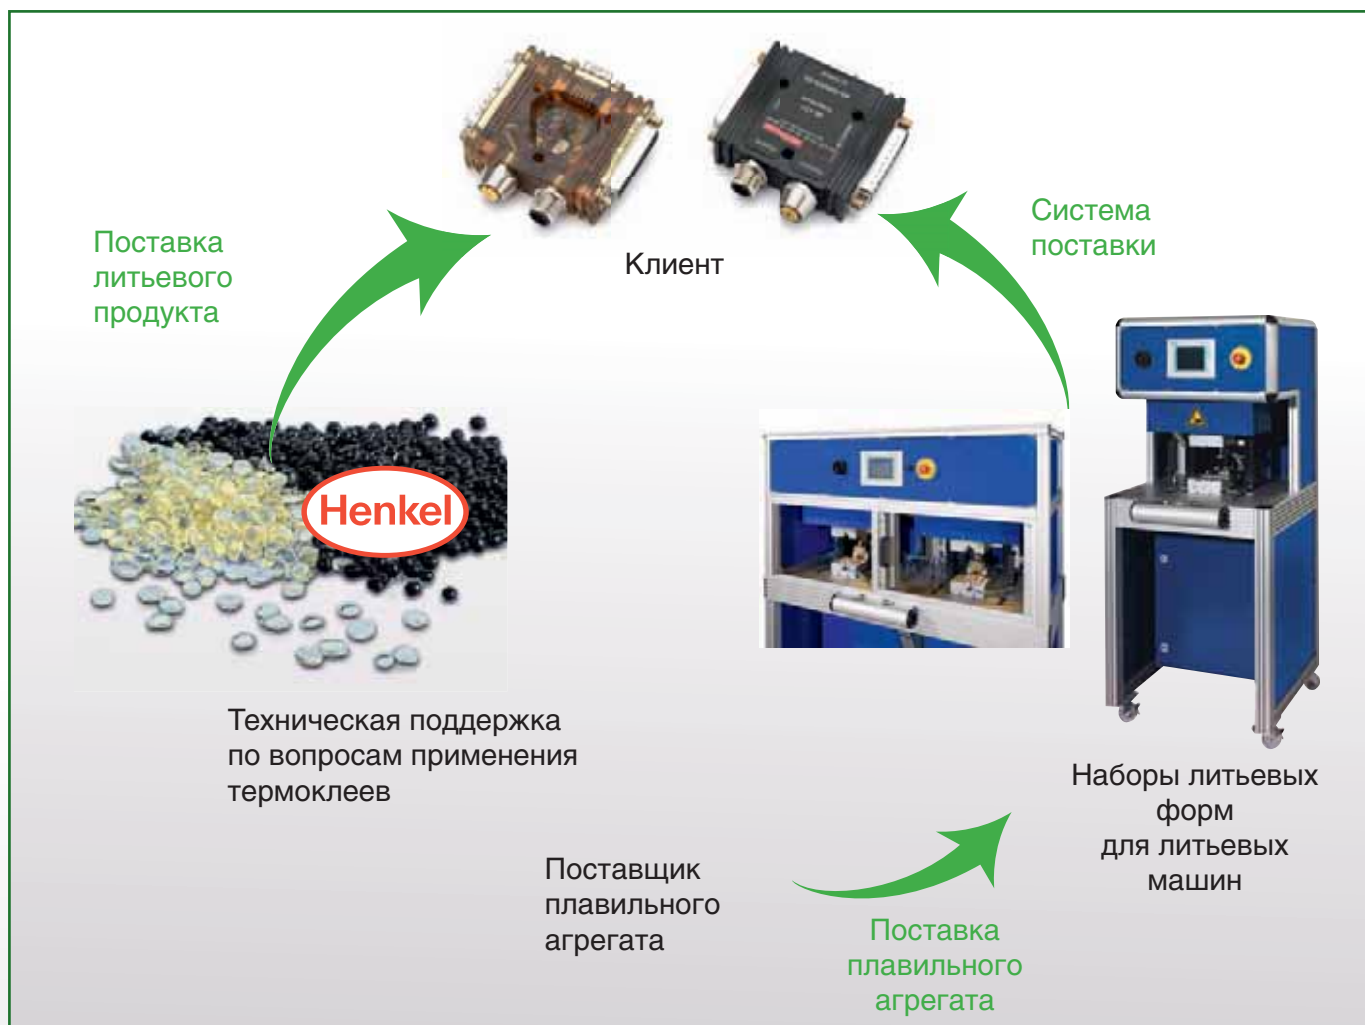 Поставка
литьевого
продукта
Клиент
Система
поставки
Henkel
Техническая поддержка
по вопросам применения
термоклеев
Наборы литьевых
форм
для литьевых
машин
Поставщик
плавильного
агрегата
Поставка
плавильного
агрегата